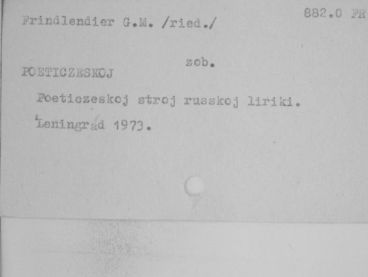 882.0 FR
Frindlendier G.M. /ried./
zob.
POETICZESKOJ
Poeticzeskoj stroj russkoj liriki.
Leningrad 1973.